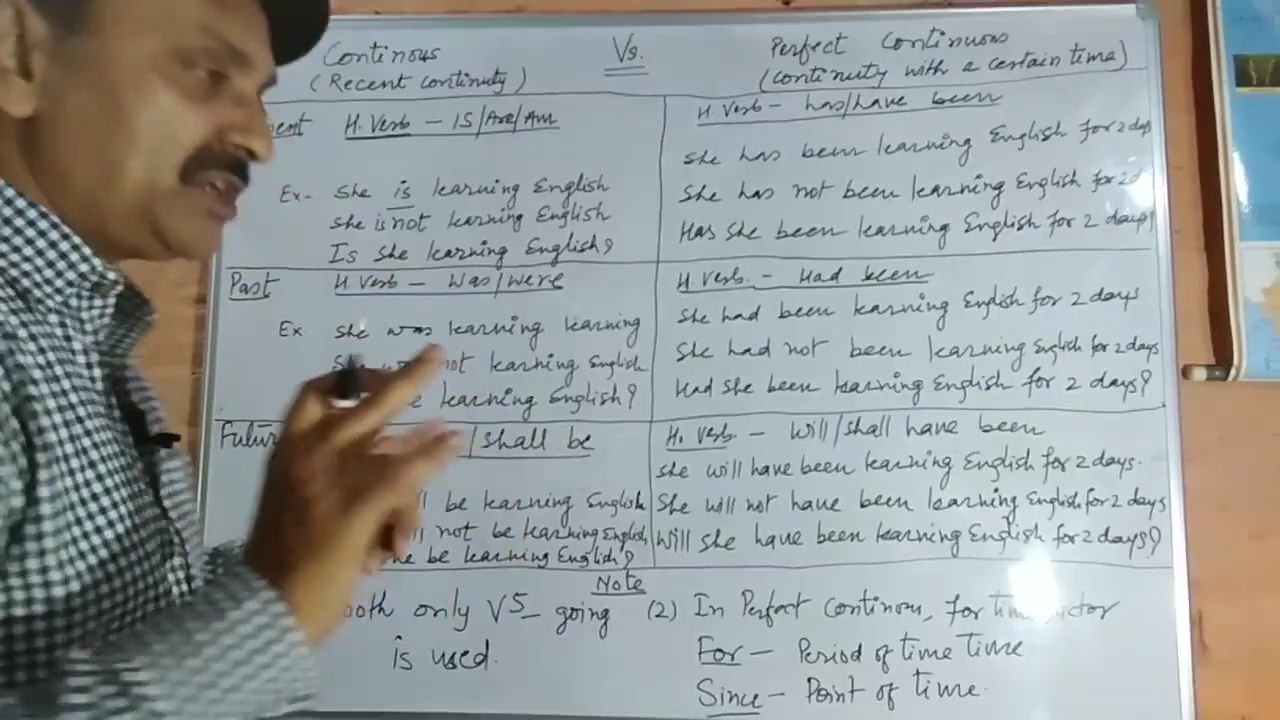 Continous Vs. Perfect Continuous
(Recent continuity) (continuity with a certain time)
H. Verb - IS/Are/Am
Ex- She is learning English
She is not learning English
Is She learning English?
H. Verb - has/have been
She has been learning English for 2 day
She has not been learning English for 2d
Has She been learning English for 2 days?
Past H. Verb - Was/Were
Ex She was learning learning
not learning English
learning English?
H. Verb - Had been
She had been learning English for 2 days
She had not been learning English for 2 days
Had She been learning English for 2 days?
Futur /shall be
be learning English
not be learning English
be learning English?
H. Verb - Will/shall have been
She will have been learning English for 2 days.
She will not have been learning English for 2 days
Will she have been learning English for 2 days?
Note
both only V5 going
is used.
(2) In Perfect Continous, for
For - Period of time time
Since - Point of time.